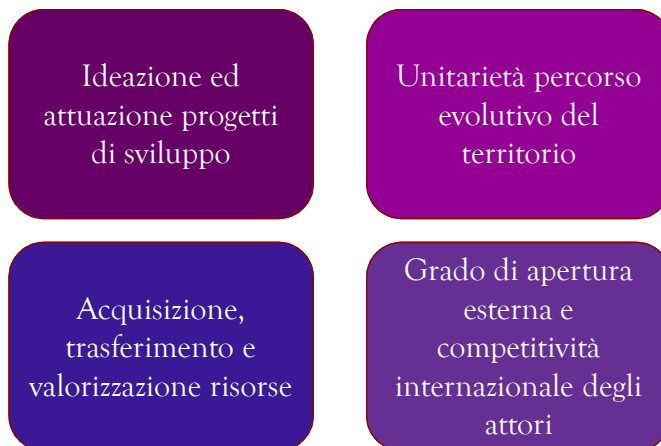 Ideazione ed
attuazione progetti
di sviluppo
Unitarietà percorso
evolutivo del
territorio
Acquisizione,
trasferimento e
valorizzazione risorse
Grado di apertura
esterna e
competitività
internazionale degli
attori